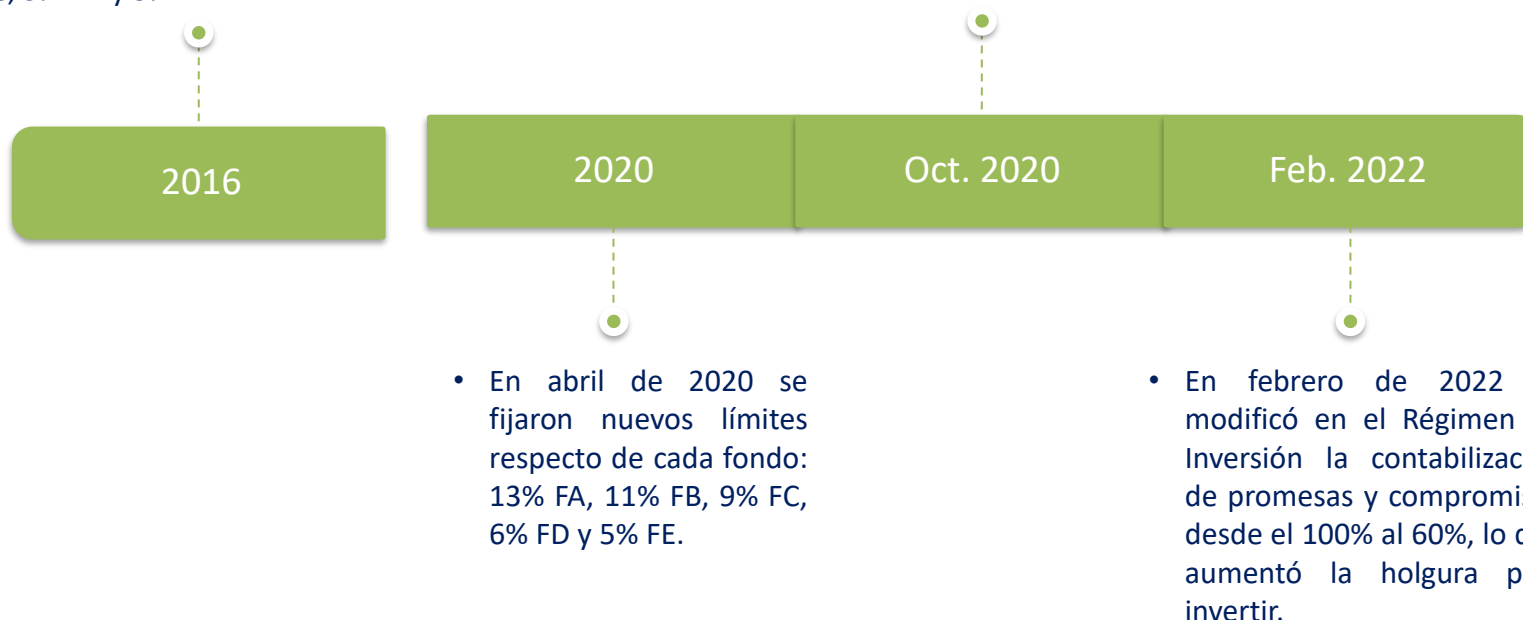 2016
2020
Oct. 2020
Feb. 2022
• En abril de 2020 se
fijaron nuevos límites
respecto de cada fondo:
13% FA, 11% FB, 9% FC,
6% FD y 5% FE.
• En febrero de 2022
modificó en el Régimen
Inversión la contabilizac
de promesas y compromis
desde el 100% al 60%, lo
aumentó la holgura p
invertir.